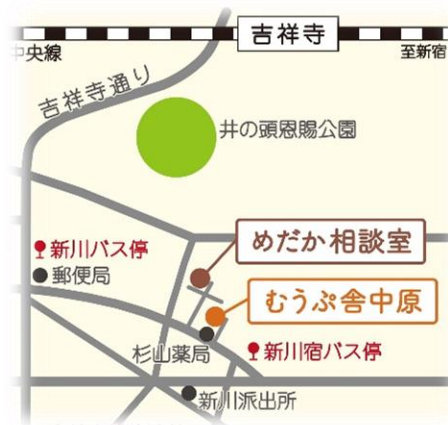 吉祥寺
中央線
至新宿
吉祥寺通り
井の頭恩賜公園
めだか相談室
新川バス停
郵便局
むうぷ舎中原
杉山薬局
新川宿バス停
新川派出所